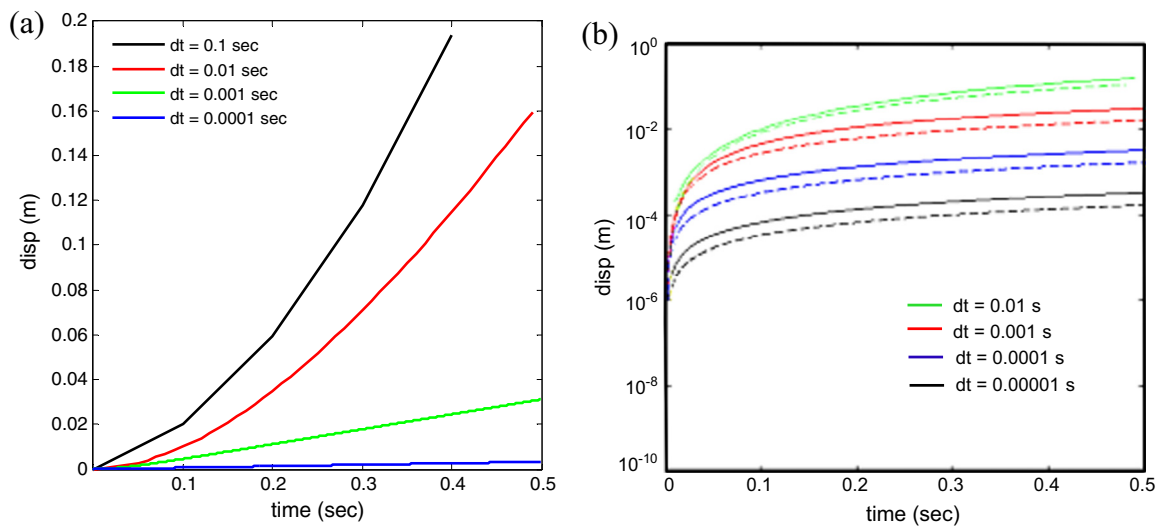 (a)
0.2
0.18
0.16
0.14
0.12
0.1
0.08
0.06
0.04
0.02
0
disp (m)
dt = 0.1 sec
dt = 0.01 sec
dt = 0.001 sec
dt = 0.0001 sec
0.1 0.2 0.3 0.4 0.5
time (sec)
(b)
10^0
10^-2
10^-4
10^-6
10^-8
10^-10
disp (m)
dt = 0.01 s
dt = 0.001 s
dt = 0.0001 s
dt = 0.00001 s
0 0.1 0.2 0.3 0.4 0.5
time (sec)